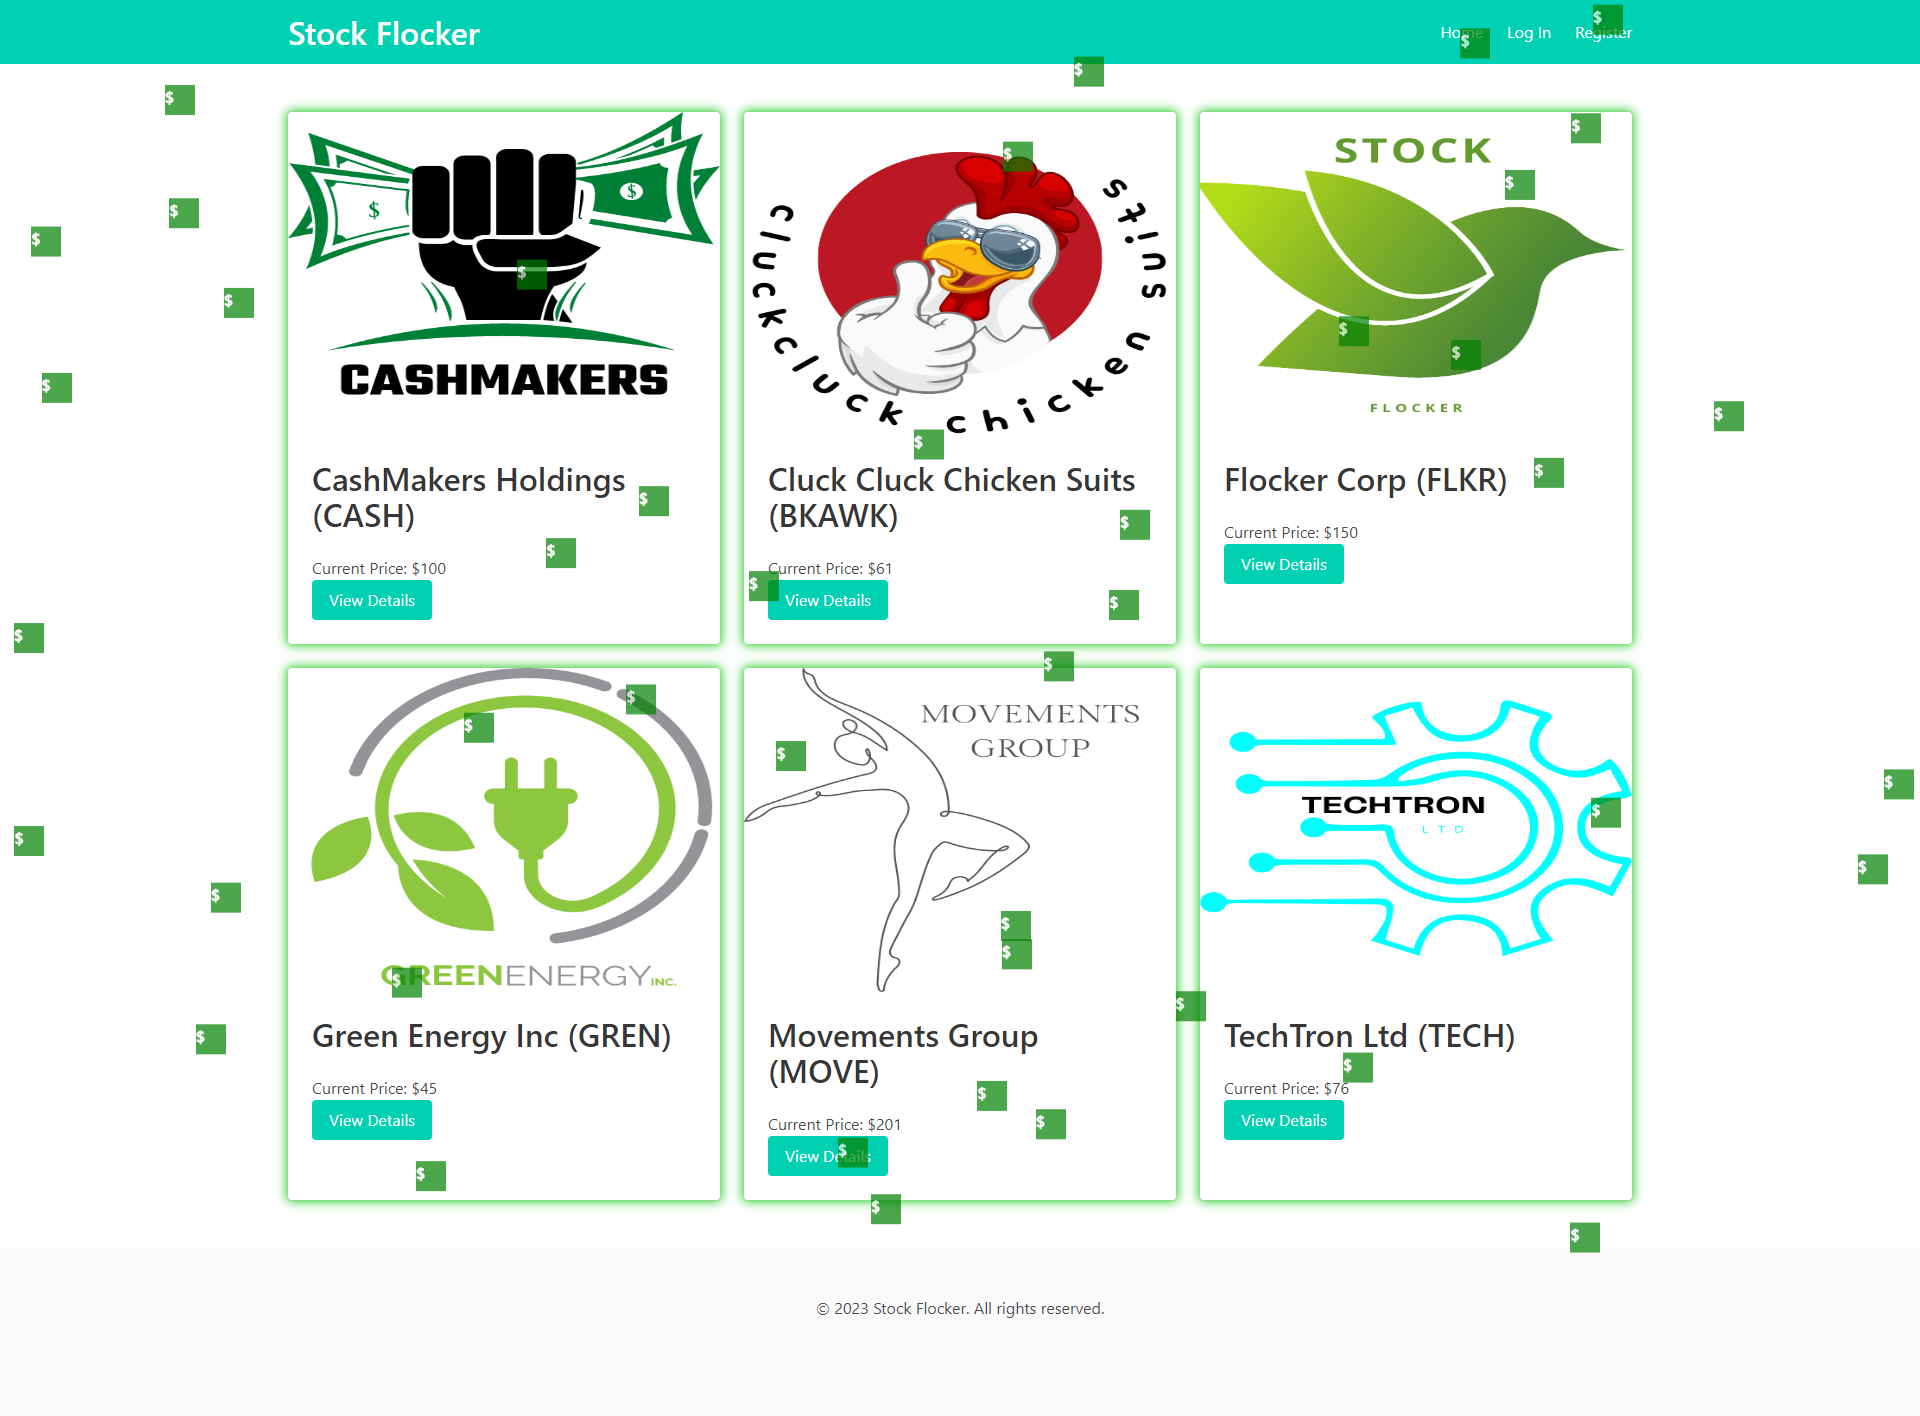 Stock Flocker
Home
Log In
Register
CASHMAKERS
cluckcluck chicken suits
STOCK
FLOCKER
CashMakers Holdings
(CASH)
Current Price: $100
View Details
Cluck Cluck Chicken Suits
(BKAWK)
Current Price: $61
View Details
Flocker Corp (FLKR)
Current Price: $150
View Details
GREENENERGY INC.
MOVEMENTS
GROUP
TECHTRON
LTD
Green Energy Inc (GREN)
Current Price: $45
View Details
Movements Group
(MOVE)
Current Price: $201
View Details
TechTron Ltd (TECH)
Current Price: $76
View Details
© 2023 Stock Flocker. All rights reserved.